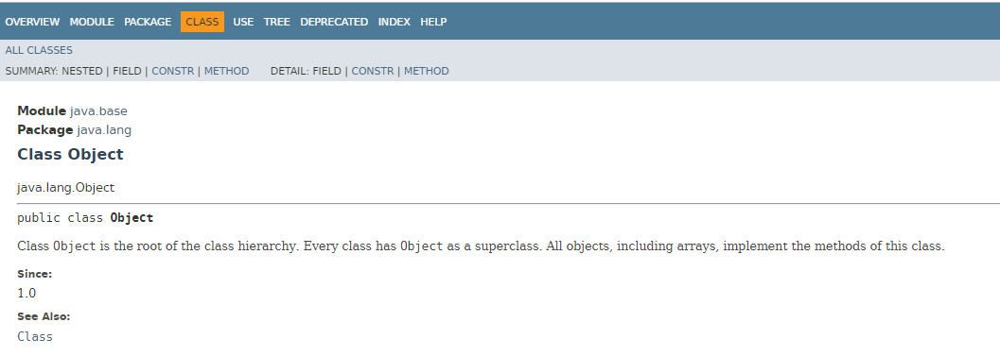 OVERVIEW MODULE PACKAGE CLASS USE TREE DEPRECATED INDEX HELP
ALL CLASSES
SUMMARY: NESTED | FIELD | CONSTR | METHOD DETAIL: FIELD | CONSTR | METHOD
Module java.base
Package java.lang
Class Object
java.lang.Object
public class Object
Class Object is the root of the class hierarchy. Every class has Object as a superclass. All objects, including arrays, implement the methods of this class.
Since:
1.0
See Also:
Class